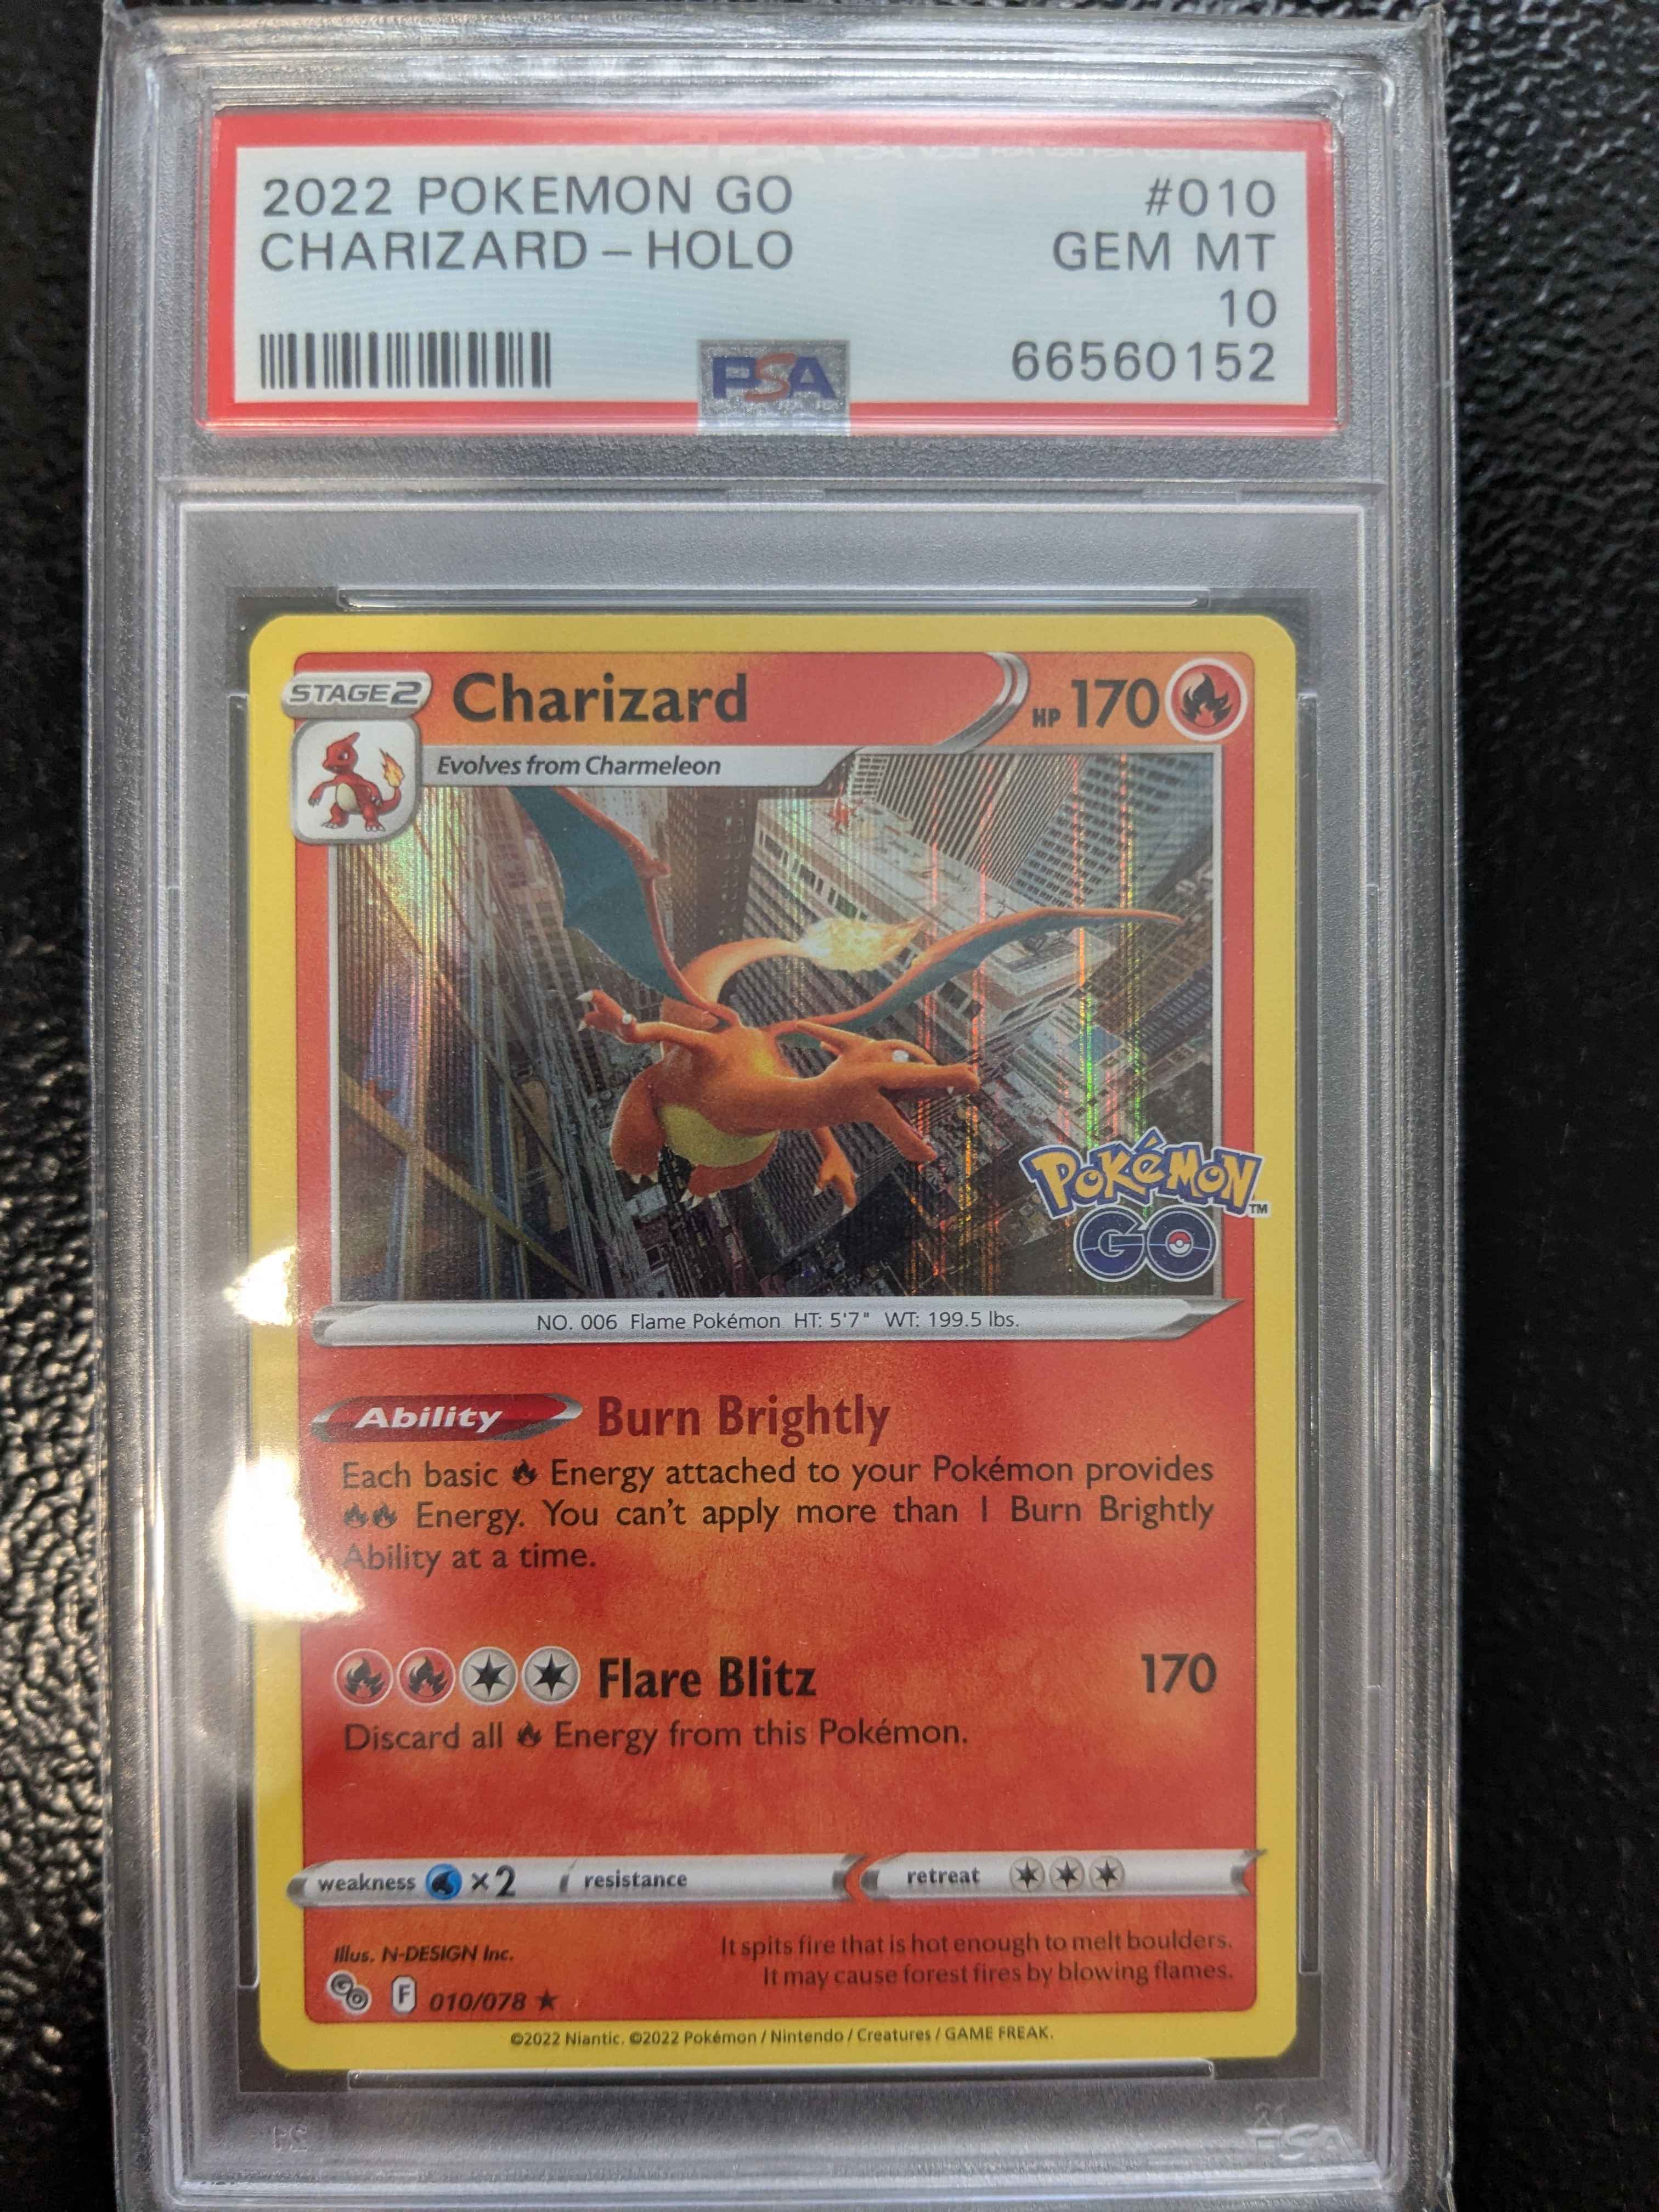 2022 POKEMON GO #010
CHARIZARD – HOLO GEM MT
10
PSA 66560152
STAGE2 Charizard HP 170
Evolves from Charmeleon
POKéMON™
GO
NO. 006 Flame Pokémon HT: 5'7" WT: 199.5 lbs.
Ability Burn Brightly
Each basic Energy attached to your Pokémon provides
Energy. You can't apply more than 1 Burn Brightly
Ability at a time.
Flare Blitz 170
Discard all Energy from this Pokémon.
weakness ×2 resistance retreat
Illus. N-DESIGN Inc. It spits fire that is hot enough to melt boulders.
It may cause forest fires by blowing flames.
GO F 010/078 ★
©2022 Niantic. ©2022 Pokémon / Nintendo / Creatures / GAME FREAK.
PSA